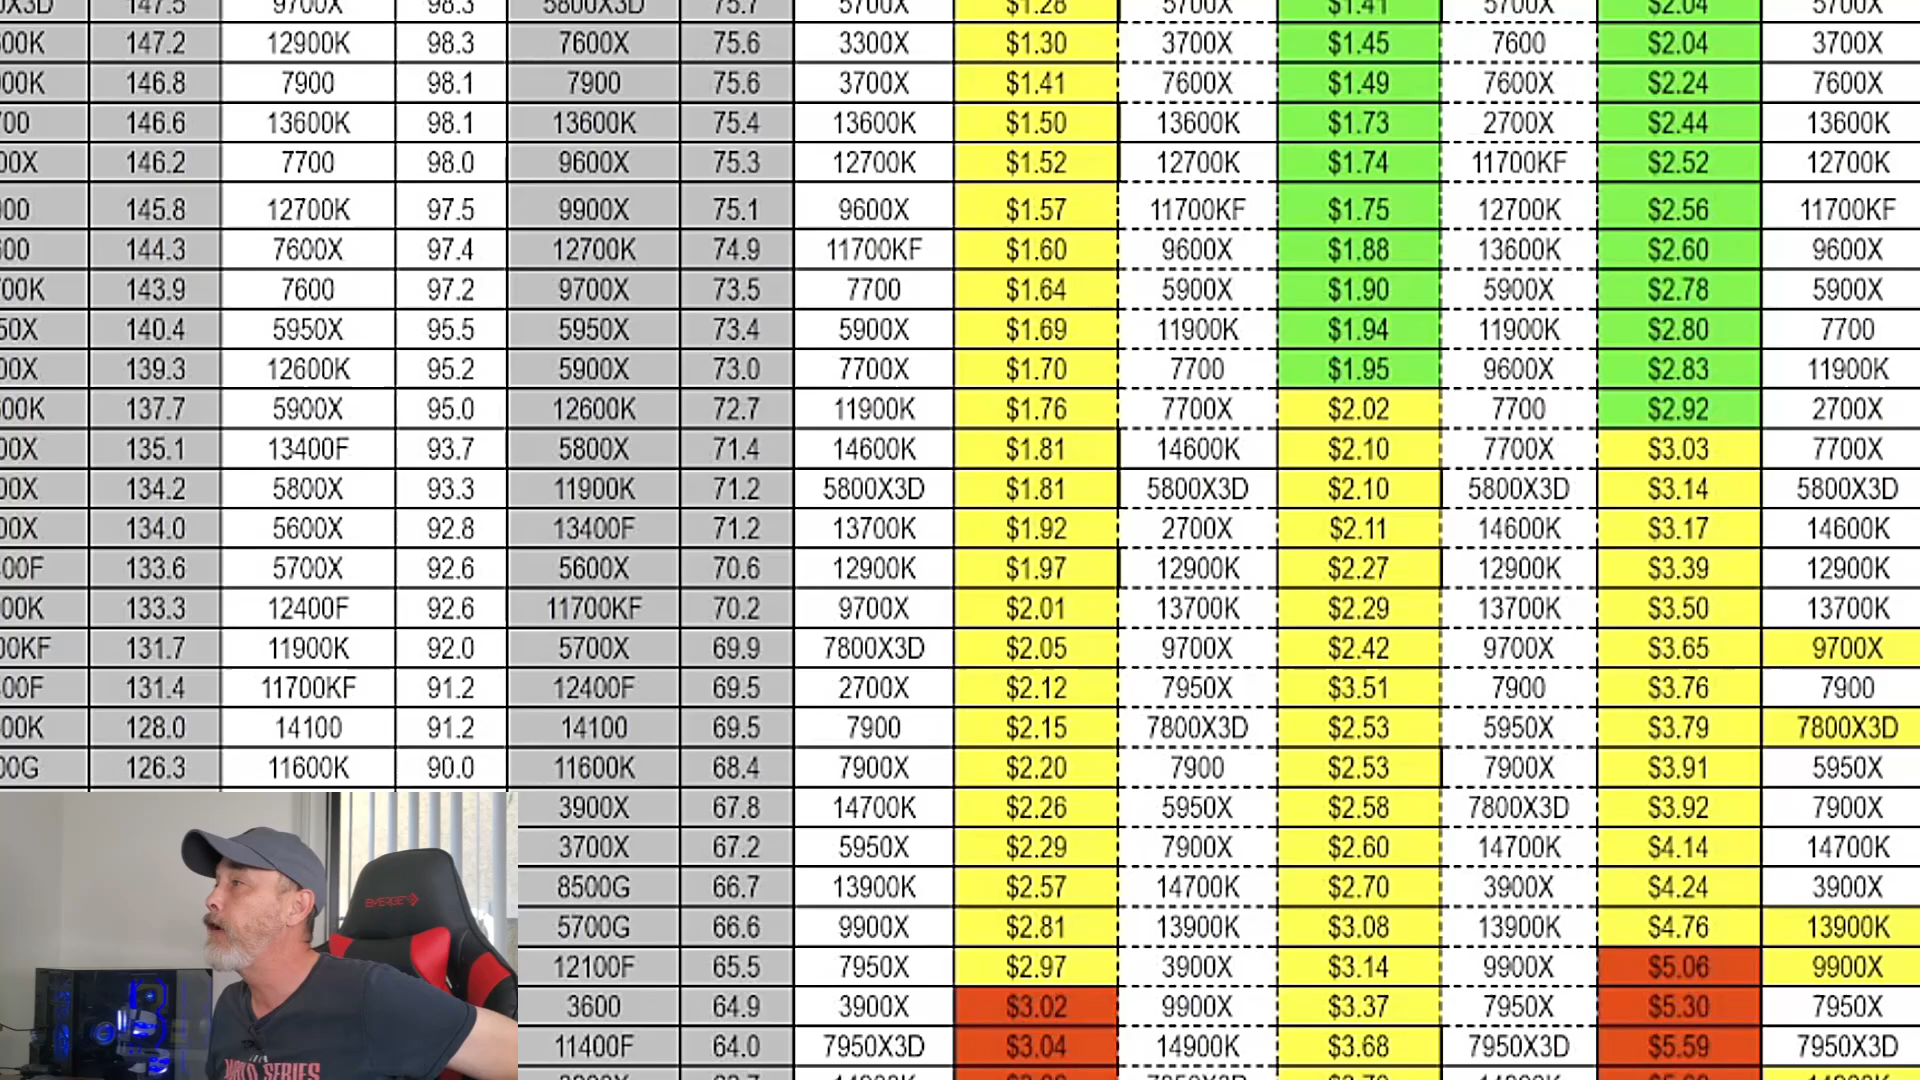 147.5 9700X 98.3 5800X3D 75.7 5700X $1.28 5700X $1.41 5700X $2.04 5700X
147.2 12900K 98.3 7600X 75.6 3300X $1.30 3700X $1.45 7600 $2.04 3700X
146.8 7900 98.1 7900 75.6 3700X $1.41 7600X $1.49 7600X $2.24 7600X
146.6 13600K 98.1 13600K 75.4 13600K $1.50 13600K $1.73 2700X $2.44 13600K
146.2 7700 98.0 9600X 75.3 12700K $1.52 12700K $1.74 11700KF $2.52 12700K
145.8 12700K 97.5 9900X 75.1 9600X $1.57 11700KF $1.75 12700K $2.56 11700KF
144.3 7600X 97.4 12700K 74.9 11700KF $1.60 9600X $1.88 13600K $2.60 9600X
143.9 7600 97.2 9700X 73.5 7700 $1.64 5900X $1.90 5900X $2.78 5900X
140.4 5950X 95.5 5950X 73.4 5900X $1.69 11900K $1.94 11900K $2.80 7700
139.3 12600K 95.2 5900X 73.0 7700X $1.70 7700 $1.95 9600X $2.83 11900K
137.7 5900X 95.0 12600K 72.7 11900K $1.76 7700X $2.02 7700 $2.92 2700X
135.1 13400F 93.7 5800X 71.4 14600K $1.81 14600K $2.10 7700X $3.03 7700X
134.2 5800X 93.3 11900K 71.2 5800X3D $1.81 5800X3D $2.10 5800X3D $3.14 5800X3D
134.0 5600X 92.8 13400F 71.2 13700K $1.92 2700X $2.11 14600K $3.17 14600K
133.6 5700X 92.6 5600X 70.6 12900K $1.97 12900K $2.27 12900K $3.39 12900K
133.3 12400F 92.6 11700KF 70.2 9700X $2.01 13700K $2.29 13700K $3.50 13700K
131.7 11900K 92.0 5700X 69.9 7800X3D $2.05 9700X $2.42 9700X $3.65 9700X
131.4 11700KF 91.2 12400F 69.5 2700X $2.12 7950X $3.51 7900 $3.76 7900
128.0 14100 91.2 14100 69.5 7900 $2.15 7800X3D $2.53 5950X $3.79 7800X3D
126.3 11600K 90.0 11600K 68.4 7900X $2.20 7900 $2.53 7900X $3.91 5950X
3900X 67.8 14700K $2.26 5950X $2.58 7800X3D $3.92 7900X
3700X 67.2 5950X $2.29 7900X $2.60 14700K $4.14 14700K
8500G 66.7 13900K $2.57 14700K $2.70 3900X $4.24 3900X
5700G 66.6 9900X $2.81 13900K $3.08 13900K $4.76 13900K
12100F 65.5 7950X $2.97 3900X $3.14 9900X $5.06 9900X
3600 64.9 3900X $3.02 9900X $3.37 7950X $5.30 7950X
11400F 64.0 7950X3D $3.04 14900K $3.68 7950X3D $5.59 7950X3D
EMERGE
WORLD SERIES